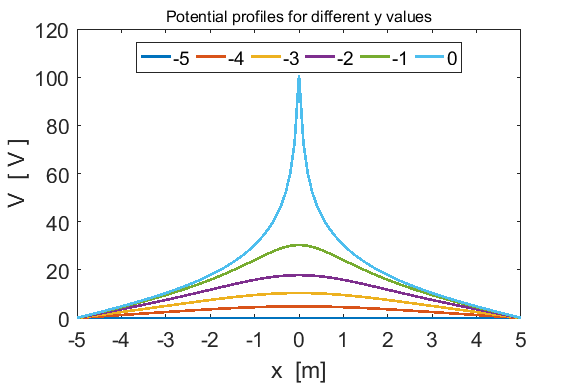 Potential profiles for different y values
120
100
80
60
40
20
0
V [ V ]
-5 -4 -3 -2 -1 0
-5 -4 -3 -2 -1 0 1 2 3 4 5
x [m]